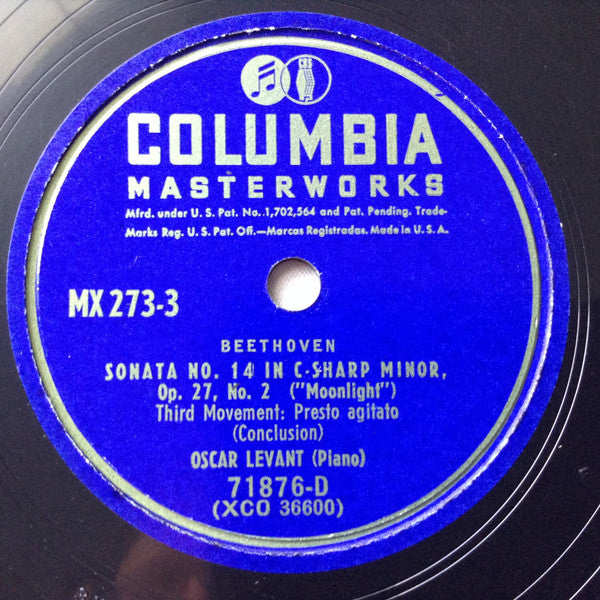 COLUMBIA
MASTERWORKS
Mfrd. under U.S. Pat. No. 1,702,564 and Pat. Pending. Trade-
Marks Reg. U.S. Pat. Off.—Marcas Registradas. Made in U.S.A.
MX 273-3
BEETHOVEN
SONATA NO. 14 IN C-SHARP MINOR,
Op. 27, No. 2 ("Moonlight")
Third Movement: Presto agitato
(Conclusion)
OSCAR LEVANT (Piano)
71876-D
(XCO 36600)